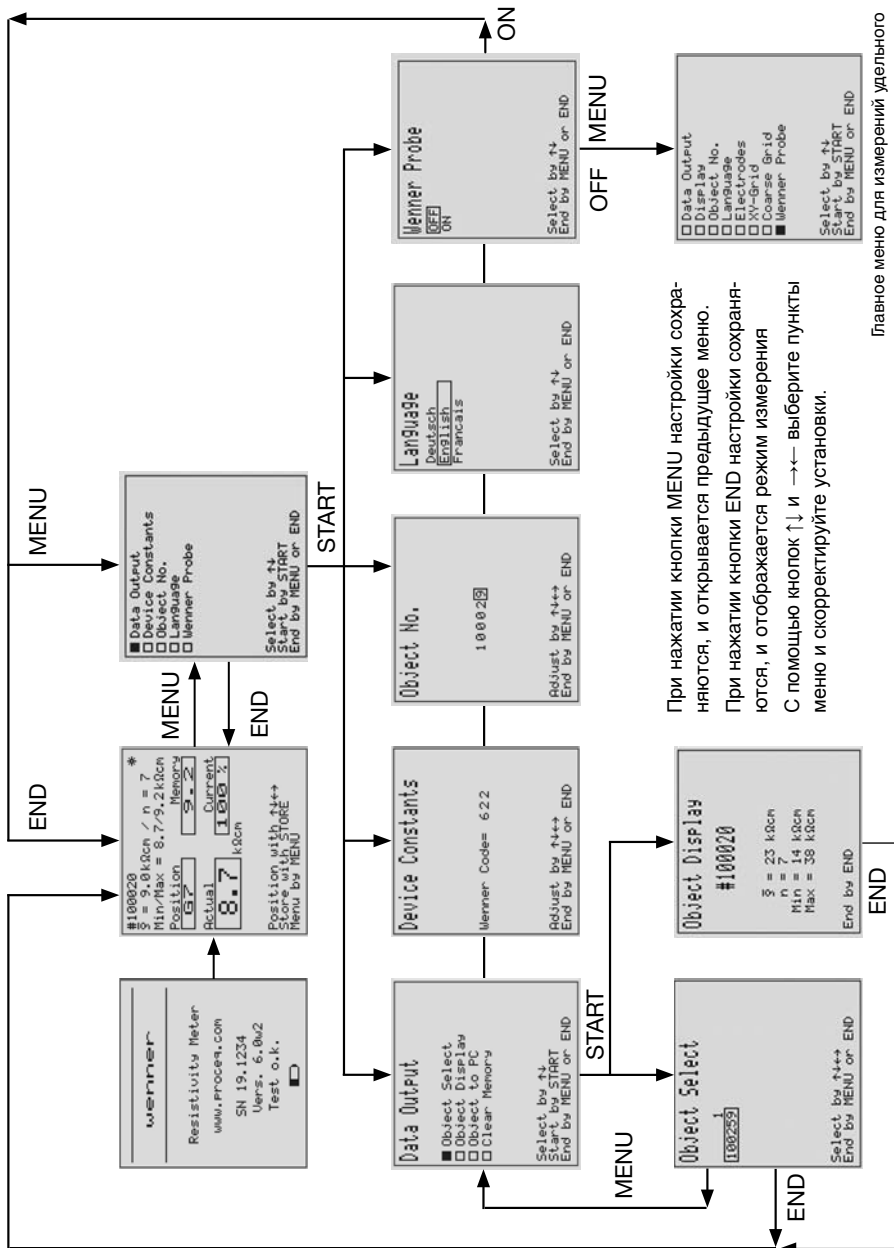 wenner
Resistivity Meter
www.proceq.com
SN 19.1234
Vers. 6.0w2
Test o.k.
#100020 *
ρ̅ = 9.0kΩcm / n = 7
Min/Max = 8.7/9.2kΩcm
Position Memory
G7 9.2
Actual Current
8.7 kΩcm 100 %
Position with ↑↓←→
Store with STORE
Menu by MENU
END
MENU
MENU
END
■ Data Output
□ Device Constants
□ Object No.
□ Language
□ Wenner Probe
Select by ↑↓
Start by START
End by MENU or END
START
Data Output
■ Object Select
□ Object Display
□ Object to PC
□ Clear Memory
Select by ↑↓
Start by START
End by MENU or END
START
Device Constants
Wenner Code= 622
Adjust by ↑↓←→
End by MENU or END
Object No.
100029
Adjust by ↑↓←→
End by MENU or END
Language
Deutsch
English
Francais
Select by ↑↓
End by MENU or END
Wenner Probe
OFF
ON
Select by ↑↓
End by MENU or END
ON
OFF MENU
MENU
END
Object Select
1
100259
Select by ↑↓←→
End by MENU or END
Object Display
#100020
ρ̅ = 23 kΩcm
n = 7
Min = 14 kΩcm
Max = 38 kΩcm
End by END
END
При нажатии кнопки MENU настройки сохра-
няются, и открывается предыдущее меню.
При нажатии кнопки END настройки сохраня-
ются, и отображается режим измерения
С помощью кнопок ↑↓ и →← выберите пункты
меню и скорректируйте установки.
□ Data Output
□ Display
□ Object No.
□ Language
□ Electrodes
□ XY-Grid
□ Coarse Grid
■ Wenner Probe
Select by ↑↓
Start by START
End by MENU or END
Главное меню для измерений удельного